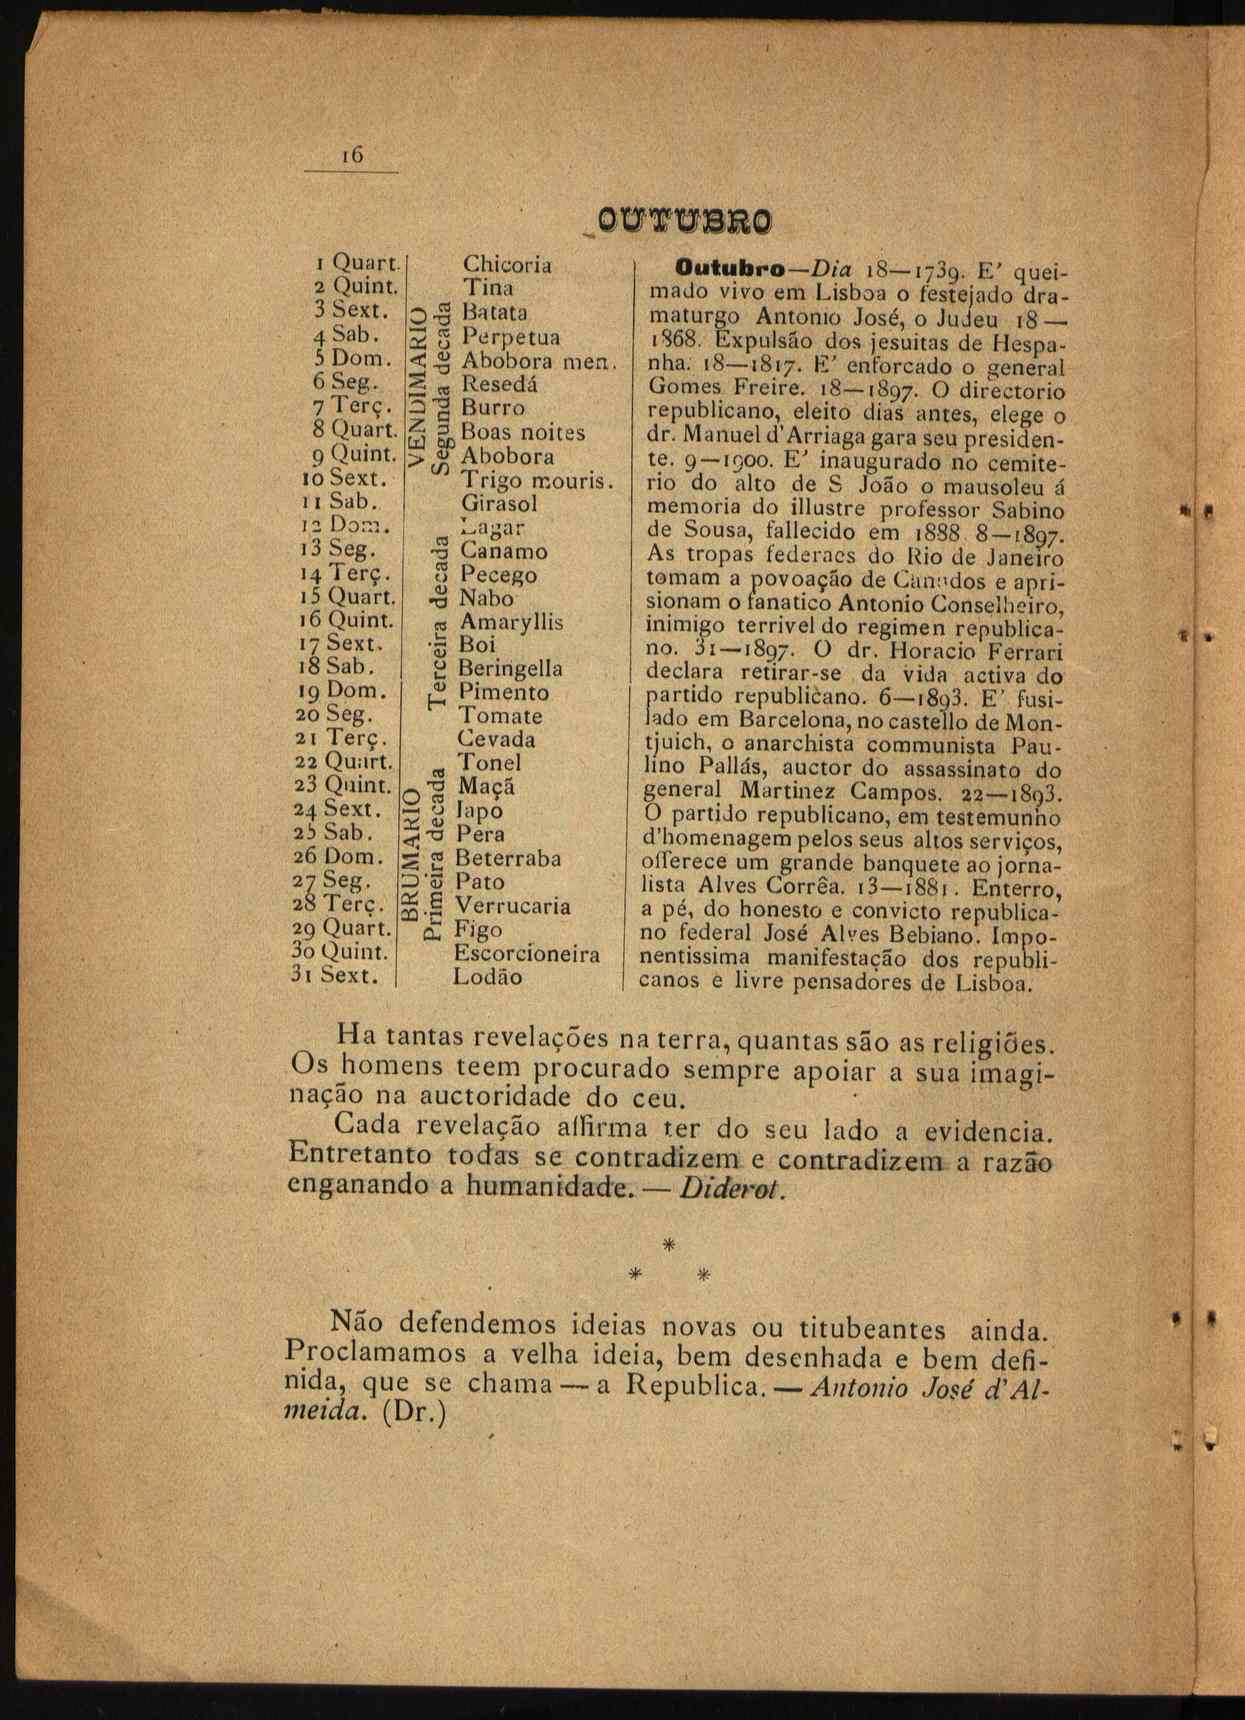 16
OUTUBRO
1 Quart. Chicoria
2 Quint. Tina
3 Sext. Batata
4 Sab. Perpetua
5 Dom. Abobora men.
6 Seg. Resedá
7 Terç. Burro
8 Quart. Boas noites
9 Quint. Abobora
10 Sext. Trigo mouris.
11 Sab. Girasol
12 Dom. Lagar
13 Seg. Canamo
14 Terç. Pecego
15 Quart. Nabo
16 Quint. Amaryllis
17 Sext. Boi
18 Sab. Beringella
19 Dom. Pimento
20 Seg. Tomate
21 Terç. Cevada
22 Quart. Tonel
23 Quint. Maçã
24 Sext. Iapo
25 Sab. Pera
26 Dom. Beterraba
27 Seg. Pato
28 Terç. Verrucaria
29 Quart. Figo
30 Quint. Escorcioneira
31 Sext. Lodão
VENDIMARIO
Segunda decada
Terceira decada
BRUMARIO
Primeira decada
Outubro—Dia 18—1739. E' quei-
mado vivo em Lisboa o festejado dra-
maturgo Antonio José, o Judeu 18—
1868. Expulsão dos jesuitas de Hespa-
nha. 18—1817. E' enforcado o general
Gomes Freire. 18—1897. O directorio
republicano, eleito dias antes, elege o
dr. Manuel d'Arriaga gara seu presiden-
te. 9—1900. E' inaugurado no cemite-
rio do alto de S João o mausoleu á
memoria do illustre professor Sabino
de Sousa, fallecido em 1888 8—1897.
As tropas federaes do Rio de Janeiro
tomam a povoação de Canudos e apri-
sionam o fanatico Antonio Conselheiro,
inimigo terrivel do regimen republica-
no. 31—1897. O dr. Horacio Ferrari
declara retirar-se da vida activa do
partido republicano. 6—1893. E' fusi-
lado em Barcelona, no castello de Mon-
tjuich, o anarchista communista Pau-
lino Pallás, auctor do assassinato do
general Martinez Campos. 22—1893.
O partido republicano, em testemunho
d'homenagem pelos seus altos serviços,
offerece um grande banquete ao jorna-
lista Alves Corrêa. 13—1881. Enterro,
a pé, do honesto e convicto republica-
no federal José Alves Bebiano. Impo-
nentissima manifestação dos republi-
canos e livre pensadores de Lisboa.
Ha tantas revelações na terra, quantas são as religiões.
Os homens teem procurado sempre apoiar a sua imagi-
nação na auctoridade do ceu.
Cada revelação affirma ter do seu lado a evidencia.
Entretanto todas se contradizem e contradizem a razão
enganando a humanidade. — Diderot.
*
* *
Não defendemos ideias novas ou titubeantes ainda.
Proclamamos a velha ideia, bem desenhada e bem defi-
nida, que se chama — a Republica. — Antonio José d'Al-
meida. (Dr.)